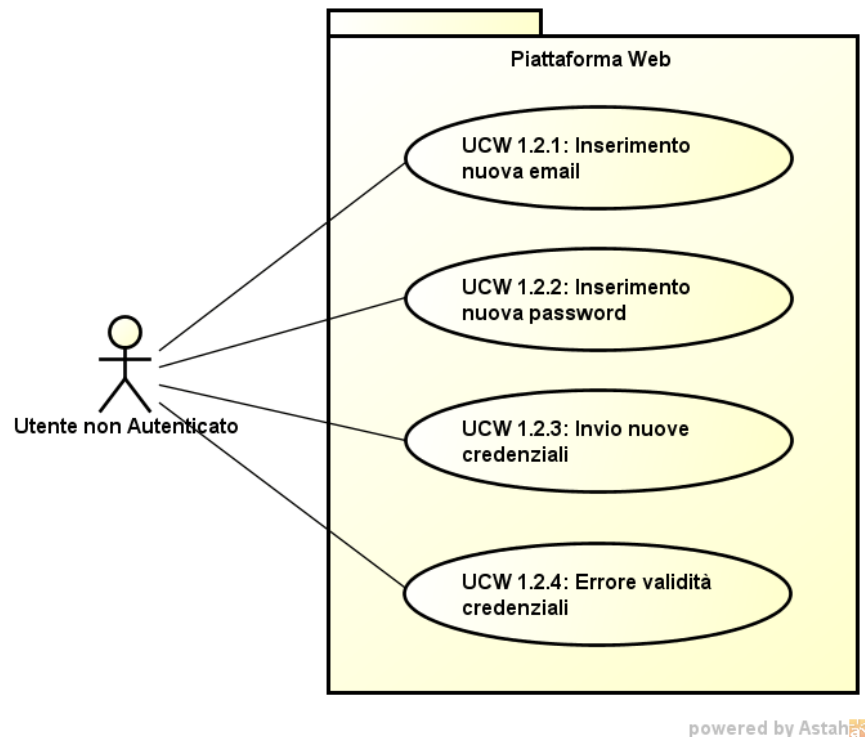 Piattaforma Web
UCW 1.2.1: Inserimento
nuova email
UCW 1.2.2: Inserimento
nuova password
Utente non Autenticato
UCW 1.2.3: Invio nuove
credenziali
UCW 1.2.4: Errore validità
credenziali
powered by Astah